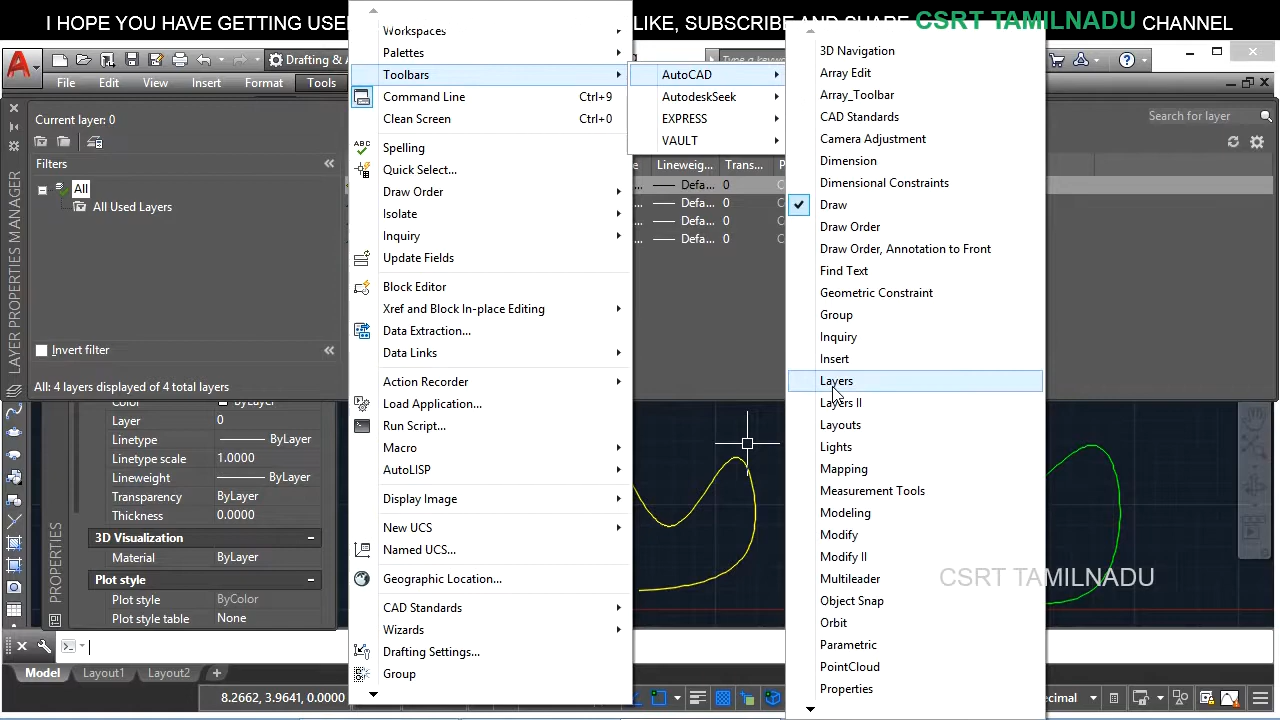 I HOPE YOU HAVE GETTING USE
LIKE, SUBSCRIBE AND SHARE CSRT TAMILNADU CHANNEL
Drafting &
File
Edit
View
Insert
Format
Tools
Current layer: 0
Search for layer
Filters
All
All Used Layers
Invert filter
All: 4 layers displayed of 4 total layers
LAYER PROPERTIES MANAGER
Lineweig...
Trans...
Defa... 0
Defa... 0
Defa... 0
Defa... 0
Workspaces
Palettes
Toolbars
Command Line Ctrl+9
Clean Screen Ctrl+0
Spelling
Quick Select...
Draw Order
Isolate
Inquiry
Update Fields
Block Editor
Xref and Block In-place Editing
Data Extraction...
Data Links
Action Recorder
Load Application...
Run Script...
Macro
AutoLISP
Display Image
New UCS
Named UCS...
Geographic Location...
CAD Standards
Wizards
Drafting Settings...
Group
AutoCAD
AutodeskSeek
EXPRESS
VAULT
3D Navigation
Array Edit
Array_Toolbar
CAD Standards
Camera Adjustment
Dimension
Dimensional Constraints
Draw
Draw Order
Draw Order, Annotation to Front
Find Text
Geometric Constraint
Group
Inquiry
Insert
Layers
Layers II
Layouts
Lights
Mapping
Measurement Tools
Modeling
Modify
Modify II
Multileader
Object Snap
Orbit
Parametric
PointCloud
Properties
Layer 0
Linetype ByLayer
Linetype scale 1.0000
Lineweight ByLayer
Transparency ByLayer
Thickness 0.0000
3D Visualization
Material ByLayer
Plot style
Plot style ByColor
Plot style table None
PROPERTIES
CSRT TAMILNADU
Model
Layout1
Layout2
8.2662, 3.9641, 0.0000
ecimal